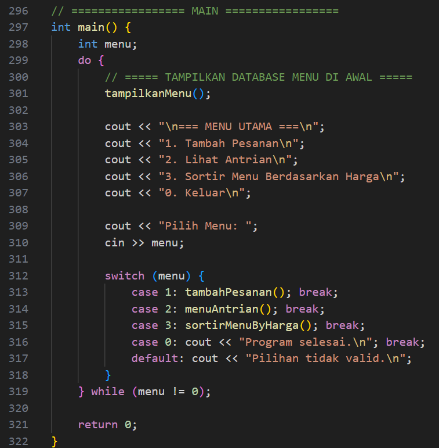 296 // ================= MAIN =================
297 int main() {
298     int menu;
299     do {
300         // ===== TAMPILKAN DATABASE MENU DI AWAL =====
301         tampilkanMenu();
302
303         cout << "\n=== MENU UTAMA ===\n";
304         cout << "1. Tambah Pesanan\n";
305         cout << "2. Lihat Antrian\n";
306         cout << "3. Sortir Menu Berdasarkan Harga\n";
307         cout << "0. Keluar\n";
308
309         cout << "Pilih Menu: ";
310         cin >> menu;
311
312         switch (menu) {
313             case 1: tambahPesanan(); break;
314             case 2: menuAntrian(); break;
315             case 3: sortirMenuByHarga(); break;
316             case 0: cout << "Program selesai.\n"; break;
317             default: cout << "Pilihan tidak valid.\n";
318         }
319     } while (menu != 0);
320
321     return 0;
322 }